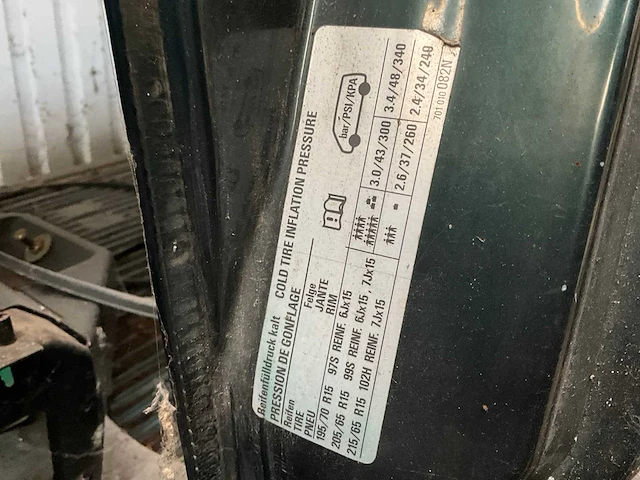 Reifenfülldruck kalt COLD TIRE INFLATION PRESSURE
PRESSION DE GONFLAGE
bar/PSI/KPA
Reifen Felge
TIRE JANTE
PNEU RIM
195/70 R15 97S REINF. 6Jx15
205/65 R15 99S REINF. 6Jx15 , 7Jx15
215/65 R15 102H REINF. 7Jx15
3.0/43/300 3.4/48/340
2.6/37/260 2.4/34/240
701 010 082N